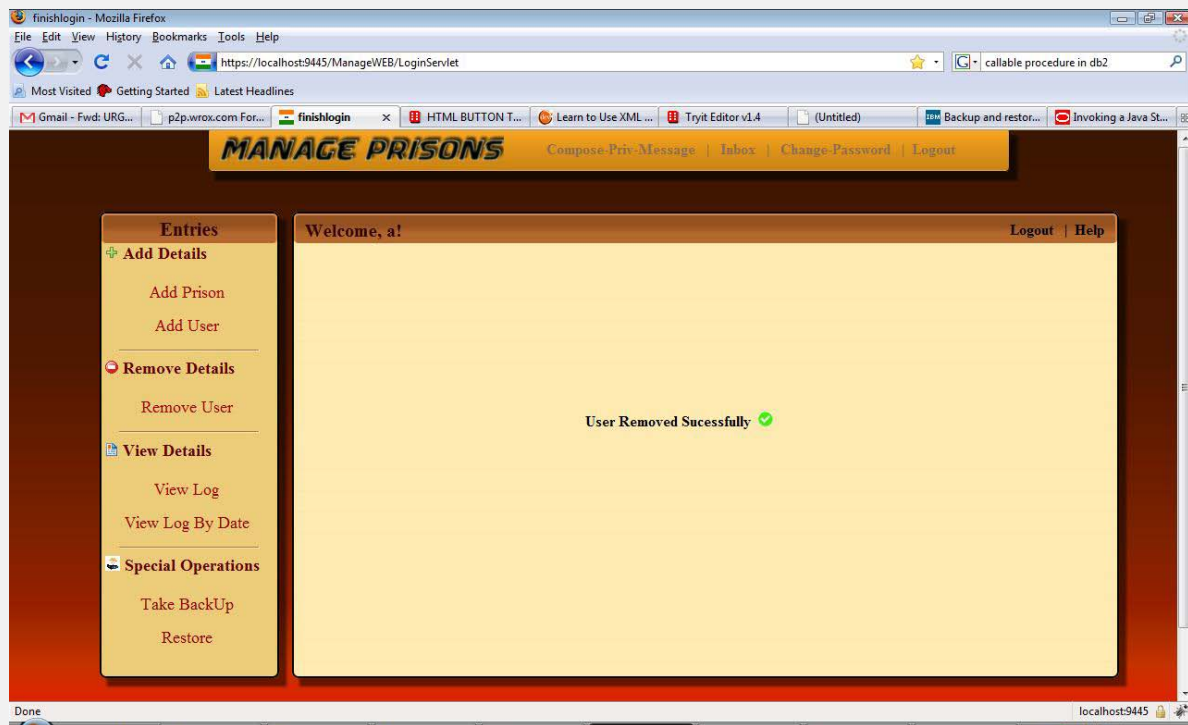 finishlogin - Mozilla Firefox
File Edit View History Bookmarks Tools Help
https://localhost:9445/ManageWEB/LoginServlet
G callable procedure in db2
Most Visited Getting Started Latest Headlines
Gmail - Fwd: URG... p2p.wrox.com For... finishlogin HTML BUTTON T... Learn to Use XML ... Tryit Editor v1.4 (Untitled) Backup and restor... Invoking a Java St...
MANAGE PRISONS
Compose-Priv-Message | Inbox | Change-Password | Logout
Entries
Add Details
Add Prison
Add User
Remove Details
Remove User
View Details
View Log
View Log By Date
Special Operations
Take BackUp
Restore
Welcome, a!
Logout | Help
User Removed Sucessfully
Done
localhost:9445